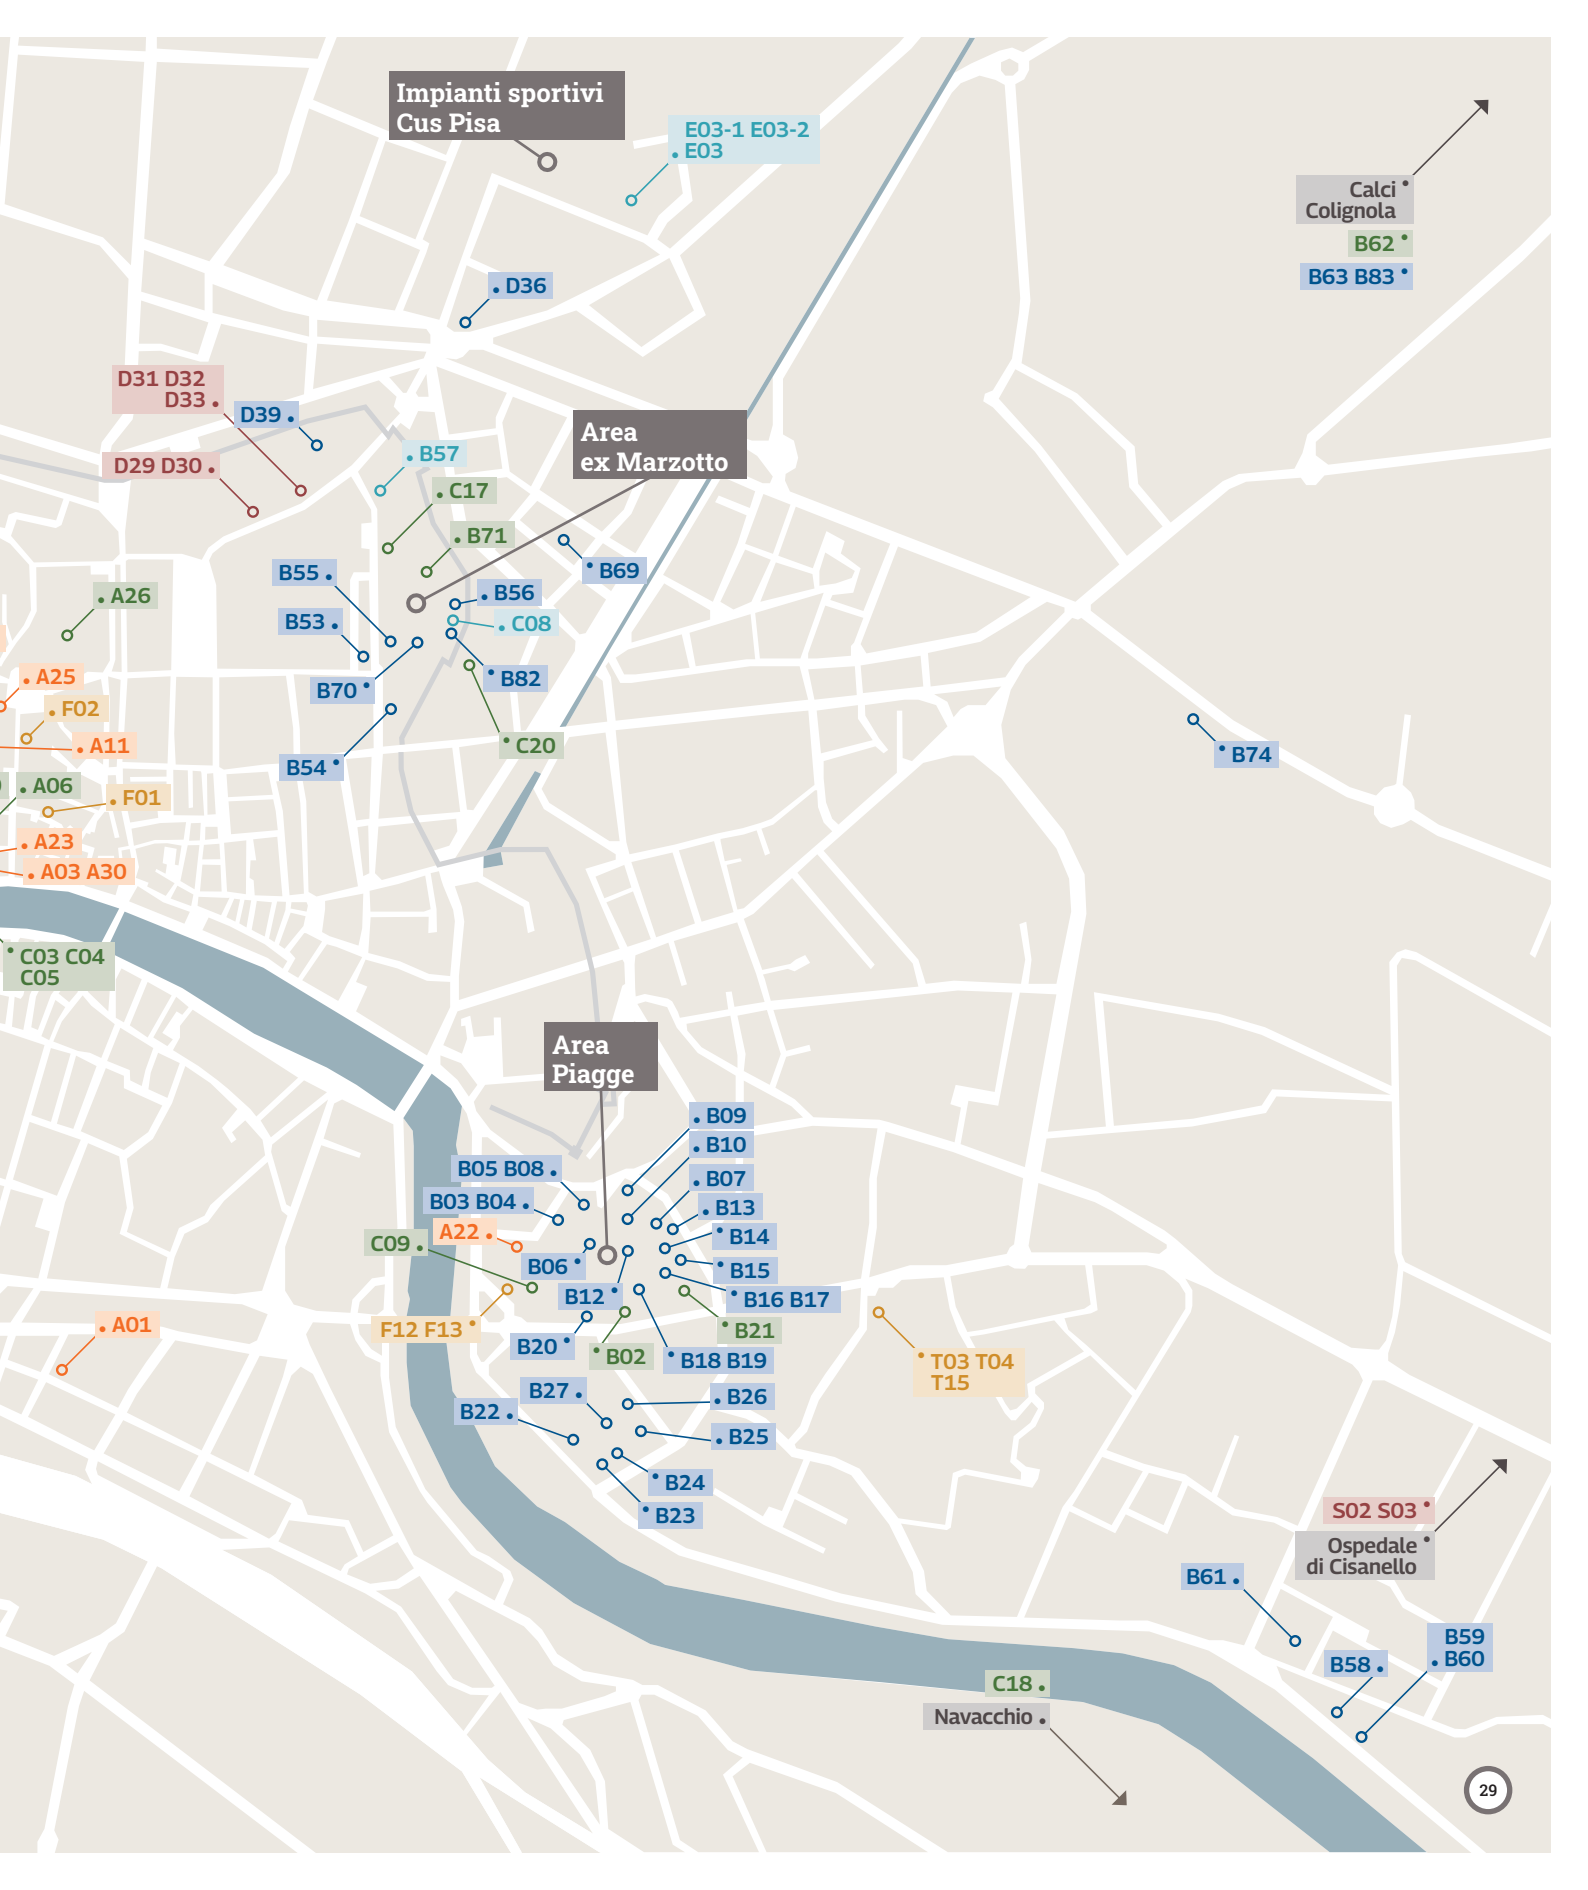 Impianti sportivi
Cus Pisa
E03-1 E03-2
E03
Calci
Colignola
B62
B63 B83
D36
D31 D32
D33
D39
Area
ex Marzotto
B57
D29 D30
C17
B71
B69
B55
B56
A26
B53
C08
A25
B82
B70
F02
A11
C20
B54
B74
A06
F01
A23
A03 A30
C03 C04
C05
Area
Piagge
B09
B10
B05 B08
B07
B03 B04
B13
A22
B14
C09
B06
B15
B12
B16 B17
A01
F12 F13
B21
B20
B02
B18 B19
T03 T04
T15
B27
B26
B22
B25
B24
B23
S02 S03
Ospedale
di Cisanello
B61
B59
B60
B58
C18
Navacchio
29